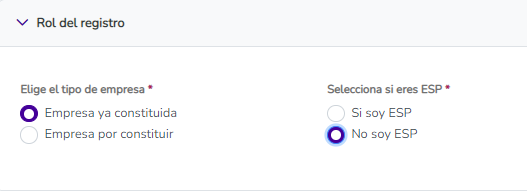 Rol del registro
Elige el tipo de empresa *
Empresa ya constituida
Empresa por constituir
Selecciona si eres ESP *
Si soy ESP
No soy ESP